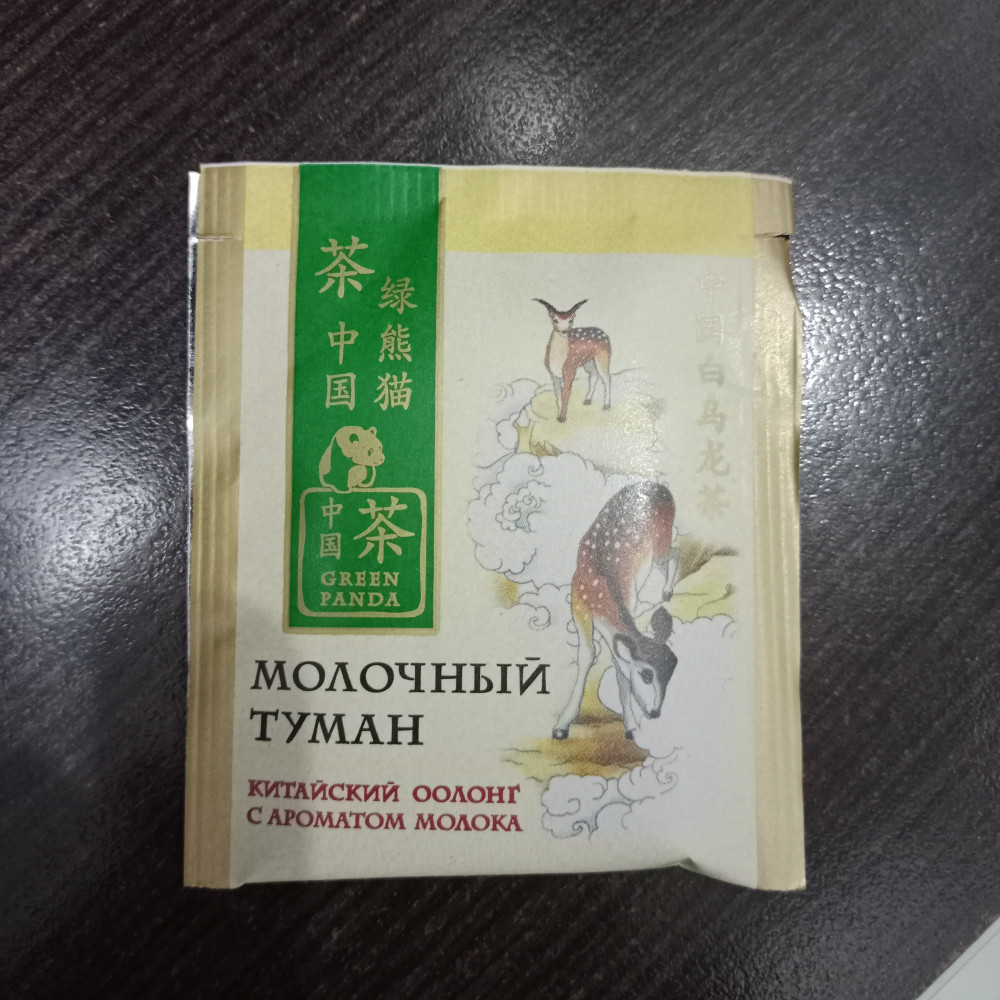 茶中国
绿熊猫
中国
茶
GREEN
PANDA
中国白乌龙茶
МОЛОЧНЫЙ
ТУМАН
КИТАЙСКИЙ ООЛОНГ
С АРОМАТОМ МОЛОКА